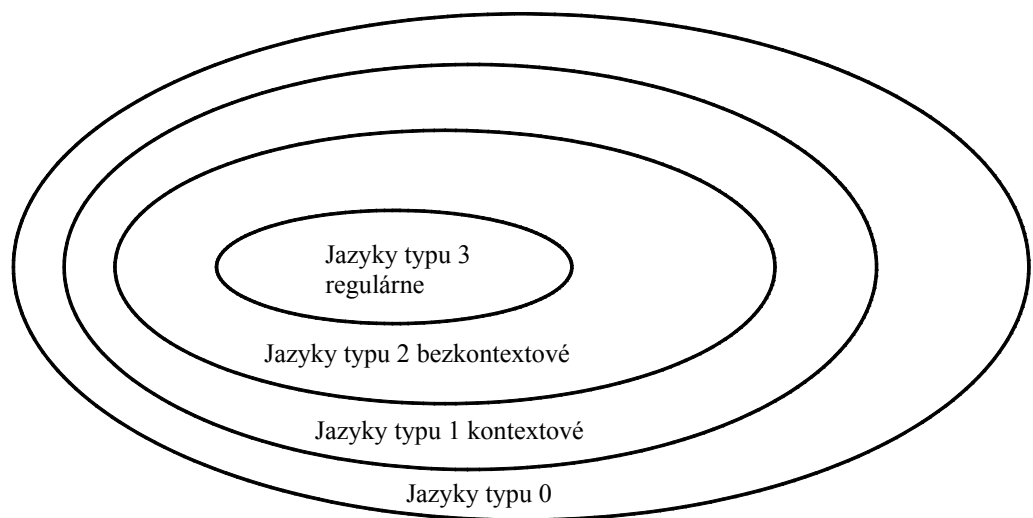 Jazyky typu 3
regulárne
Jazyky typu 2 bezkontextové
Jazyky typu 1 kontextové
Jazyky typu 0